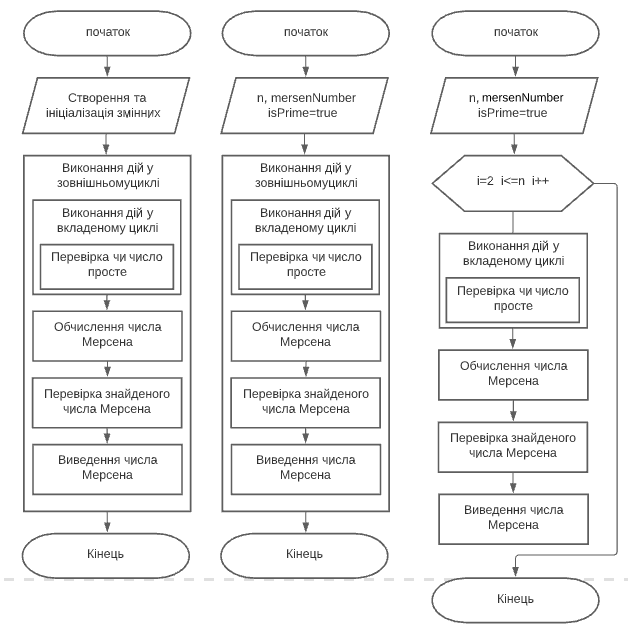 початок
Створення та
ініціалізація змінних
Виконання дій у
зовнішньомуциклі
Виконання дій у
вкладеному циклі
Перевірка чи число
просте
Обчислення числа
Мерсена
Перевірка знайденого
числа Мерсена
Виведення числа
Мерсена
Кінець
початок
n, mersenNumber
isPrime=true
Виконання дій у
зовнішньомуциклі
Виконання дій у
вкладеному циклі
Перевірка чи число
просте
Обчислення числа
Мерсена
Перевірка знайденого
числа Мерсена
Виведення числа
Мерсена
Кінець
початок
n, mersenNumber
isPrime=true
i=2 i<=n i++
Виконання дій у
вкладеному циклі
Перевірка чи число
просте
Обчислення числа
Мерсена
Перевірка знайденого
числа Мерсена
Виведення числа
Мерсена
Кінець